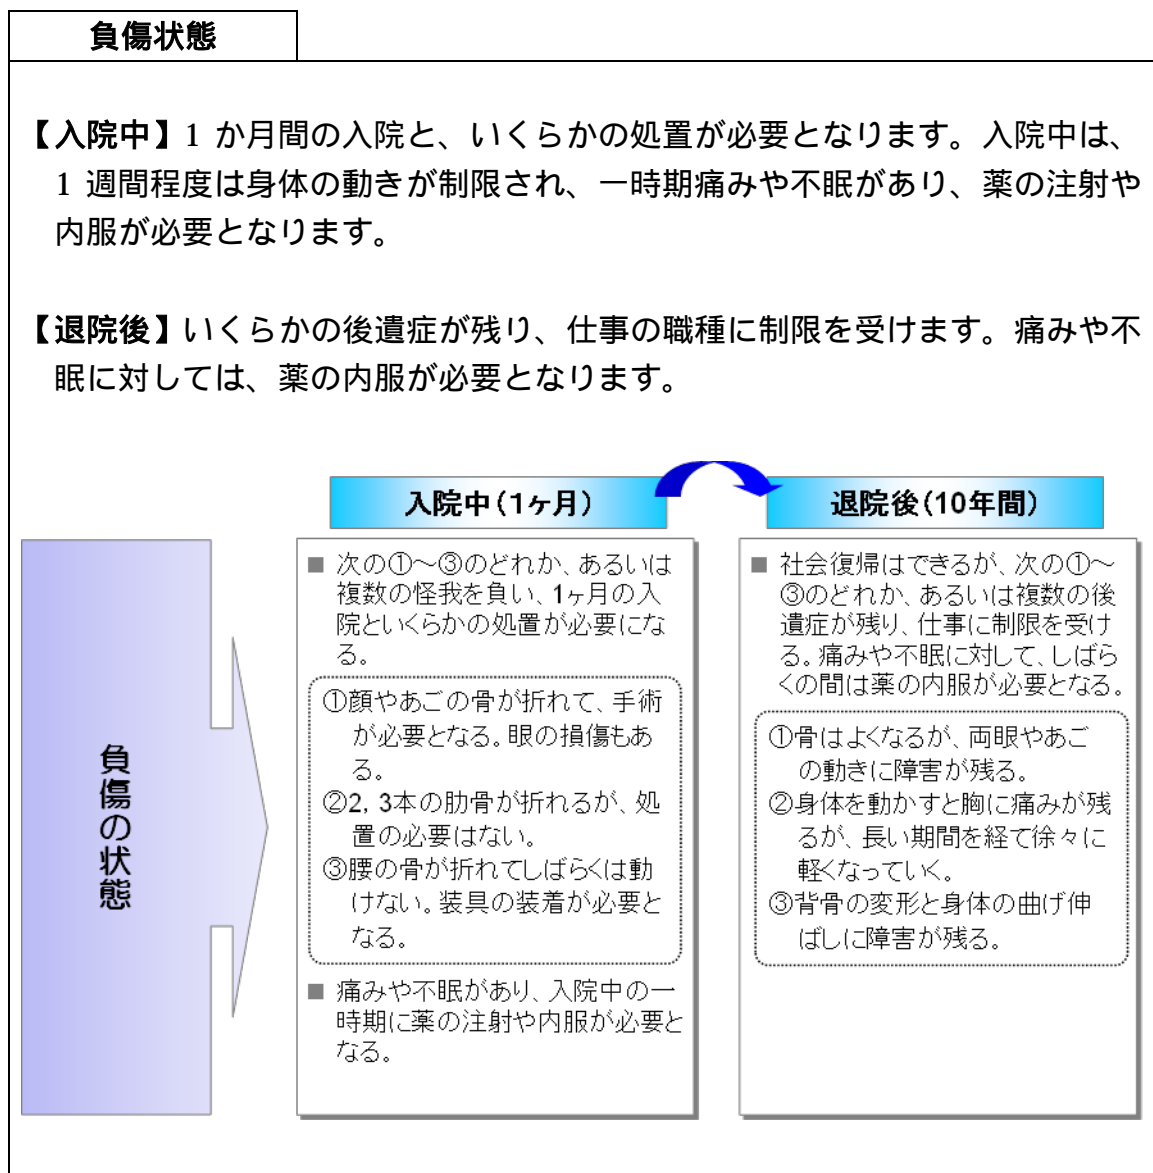 負傷状態
【入院中】1 か月間の入院と、いくらかの処置が必要となります。入院中は、
1 週間程度は身体の動きが制限され、一時期痛みや不眠があり、薬の注射や
内服が必要となります。
【退院後】いくらかの後遺症が残り、仕事の職種に制限を受けます。痛みや不
眠に対しては、薬の内服が必要となります。
負傷の状態
入院中(1ヶ月)
■ 次の①～③のどれか、あるいは
複数の怪我を負い、1ヶ月の入
院といくらかの処置が必要にな
る。
①顔やあごの骨が折れて、手術
が必要となる。眼の損傷もあ
る。
②2，3本の肋骨が折れるが、処
置の必要はない。
③腰の骨が折れてしばらくは動
けない。装具の装着が必要と
なる。
■ 痛みや不眠があり、入院中の一
時期に薬の注射や内服が必要と
なる。
退院後(10年間)
■ 社会復帰はできるが、次の①～
③のどれか、あるいは複数の後
遺症が残り、仕事に制限を受け
る。痛みや不眠に対して、しばら
くの間は薬の内服が必要となる。
①骨はよくなるが、両眼やあご
の動きに障害が残る。
②身体を動かすと胸に痛みが残
るが、長い期間を経て徐々に
軽くなっていく。
③背骨の変形と身体の曲げ伸
ばしに障害が残る。